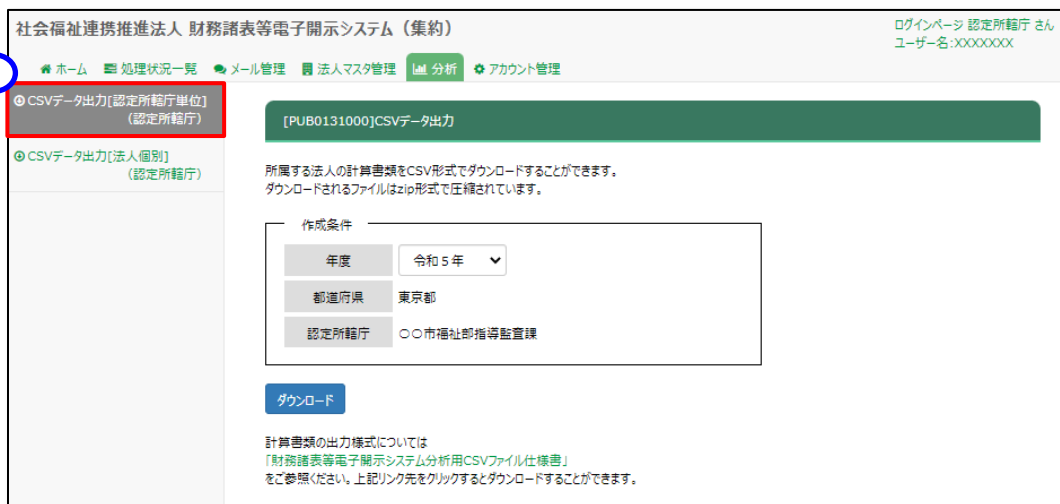 社会福祉連携推進法人 財務諸表等電子開示システム（集約）
ログインページ 認定所轄庁 さん
ユーザー名:XXXXXXX
ホーム 処理状況一覧 メール管理 法人マスタ管理 分析 アカウント管理
CSVデータ出力[認定所轄庁単位]
（認定所轄庁）
CSVデータ出力[法人個別]
（認定所轄庁）
[PUB0131000]CSVデータ出力
所属する法人の計算書類をCSV形式でダウンロードすることができます。
ダウンロードされるファイルはzip形式で圧縮されています。
作成条件
年度 令和５年
都道府県 東京都
認定所轄庁 〇〇市福祉部指導監査課
ダウンロード
計算書類の出力様式については
「財務諸表等電子開示システム分析用CSVファイル仕様書」
をご参照ください。上記リンク先をクリックするとダウンロードすることができます。